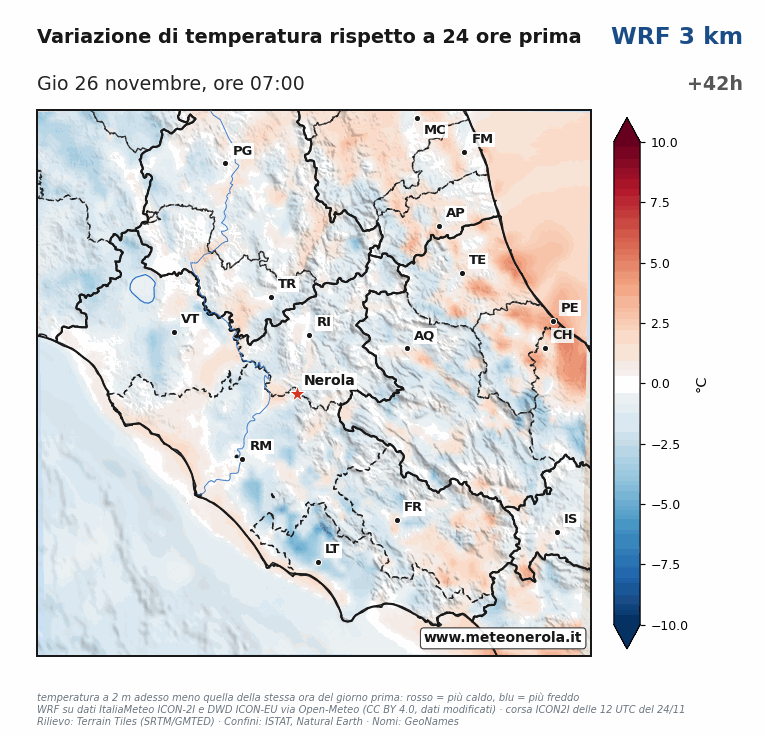 Variazione di temperatura rispetto a 24 ore prima
WRF 3 km
Gio 26 novembre, ore 07:00
+42h
MC
FM
PG
AP
TE
TR
PE
VT
RI
AQ
CH
Nerola
RM
FR
IS
LT
www.meteonerola.it
10.0
7.5
5.0
2.5
0.0
−2.5
−5.0
−7.5
−10.0
°C
temperatura a 2 m adesso meno quella della stessa ora del giorno prima: rosso = più caldo, blu = più freddo
WRF su dati ItaliaMeteo ICON-2I e DWD ICON-EU via Open-Meteo (CC BY 4.0, dati modificati) · corsa ICON2I delle 12 UTC del 24/11
Rilievo: Terrain Tiles (SRTM/GMTED) · Confini: ISTAT, Natural Earth · Nomi: GeoNames